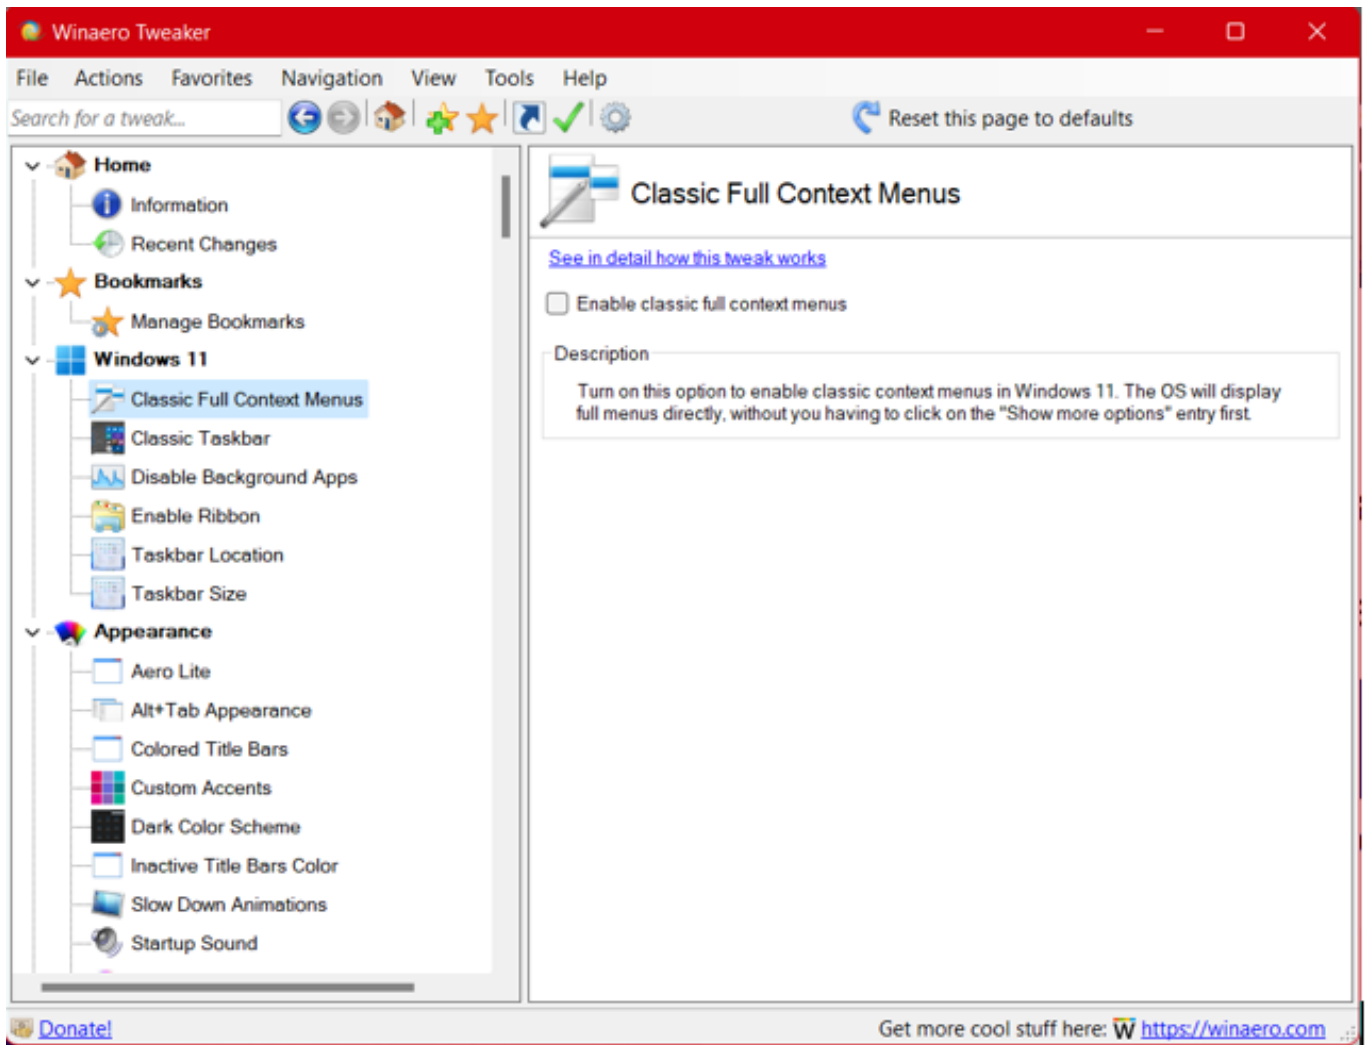 Winaero Tweaker
File Actions Favorites Navigation View Tools Help
Search for a tweak...
Reset this page to defaults
Home
Information
Recent Changes
Bookmarks
Manage Bookmarks
Windows 11
Classic Full Context Menus
Classic Taskbar
Disable Background Apps
Enable Ribbon
Taskbar Location
Taskbar Size
Appearance
Aero Lite
Alt+Tab Appearance
Colored Title Bars
Custom Accents
Dark Color Scheme
Inactive Title Bars Color
Slow Down Animations
Startup Sound
Classic Full Context Menus
See in detail how this tweak works
Enable classic full context menus
Description
Turn on this option to enable classic context menus in Windows 11. The OS will display
full menus directly, without you having to click on the "Show more options" entry first.
Donate!
Get more cool stuff here: W https://winaero.com